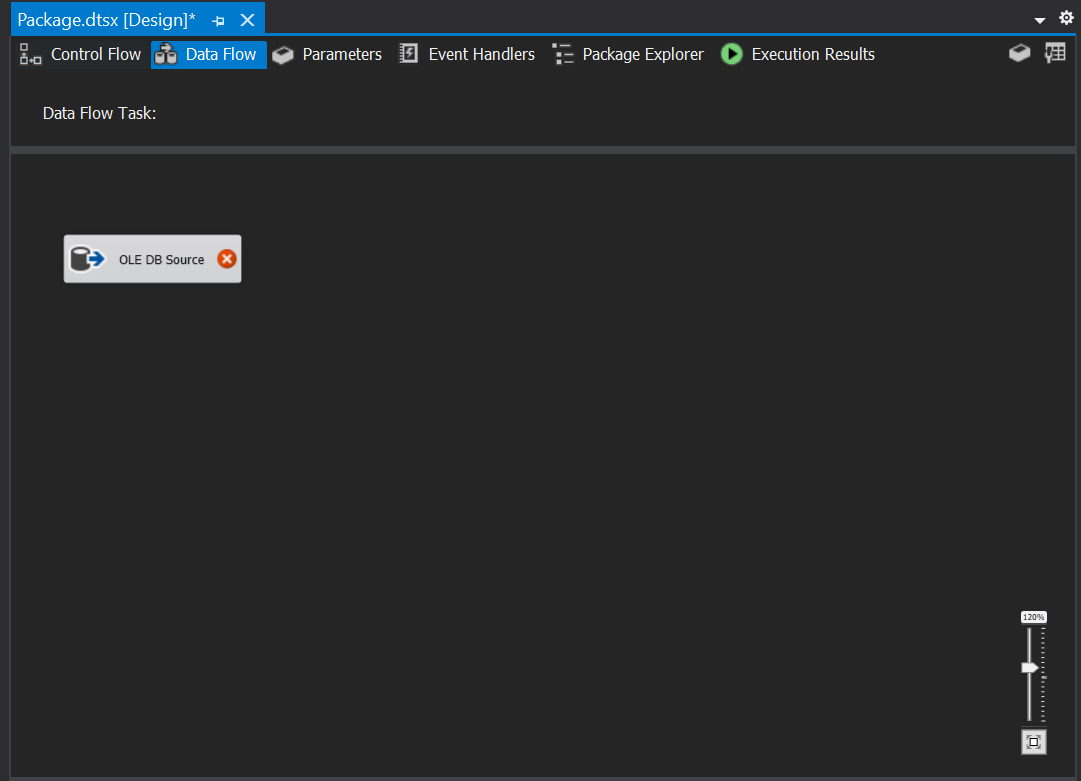 Package.dtsx [Design]*
Control Flow Data Flow Parameters Event Handlers Package Explorer Execution Results
Data Flow Task:
OLE DB Source
120%